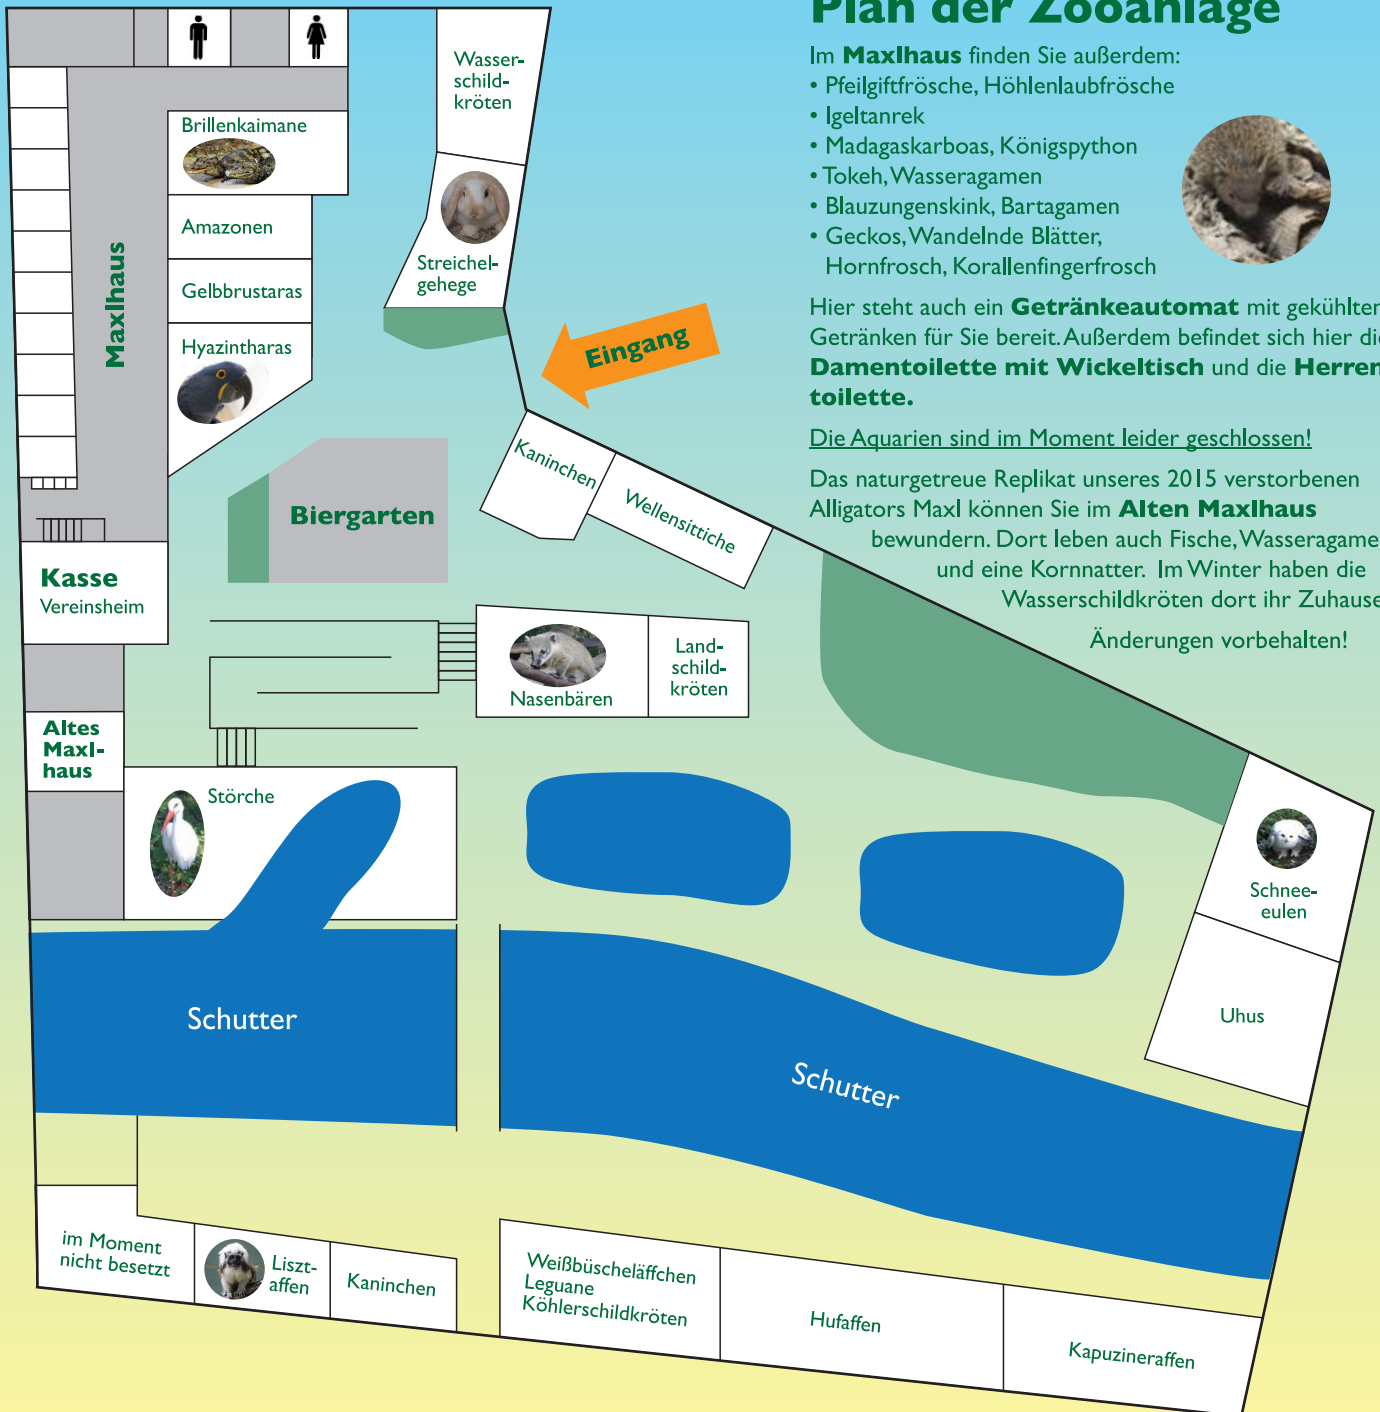 Plan der Zooanlage
Im Maxlhaus finden Sie außerdem:
• Pfeilgiftfrösche, Höhlenlaubfrösche
• Igeltanrek
• Madagaskarboas, Königspython
• Tokeh, Wasseragamen
• Blauzungenskink, Bartagamen
• Geckos, Wandelnde Blätter,
Hornfrosch, Korallenfingerfrosch
Hier steht auch ein Getränkeautomat mit gekühlten
Getränken für Sie bereit. Außerdem befindet sich hier die
Damentoilette mit Wickeltisch und die Herren
toilette.
Die Aquarien sind im Moment leider geschlossen!
Das naturgetreue Replikat unseres 2015 verstorbenen
Alligators Maxl können Sie im Alten Maxlhaus
bewundern. Dort leben auch Fische, Wasseragame
und eine Kornnatter. Im Winter haben die
Wasserschildkröten dort ihr Zuhause
Änderungen vorbehalten!
Wasser-
schild-
kröten
Brillenkaimane
Amazonen
Gelbbrustaras
Hyazintharas
Maxlhaus
Streichel-
gehege
Eingang
Kaninchen
Wellensittiche
Biergarten
Kasse
Vereinsheim
Nasenbären
Land-
schild-
kröten
Altes
Maxl-
haus
Störche
Schnee-
eulen
Uhus
Schutter
Schutter
im Moment
nicht besetzt
Liszt-
affen
Kaninchen
Weißbüscheläffchen
Leguane
Köhlerschildkröten
Hufaffen
Kapuzineraffen